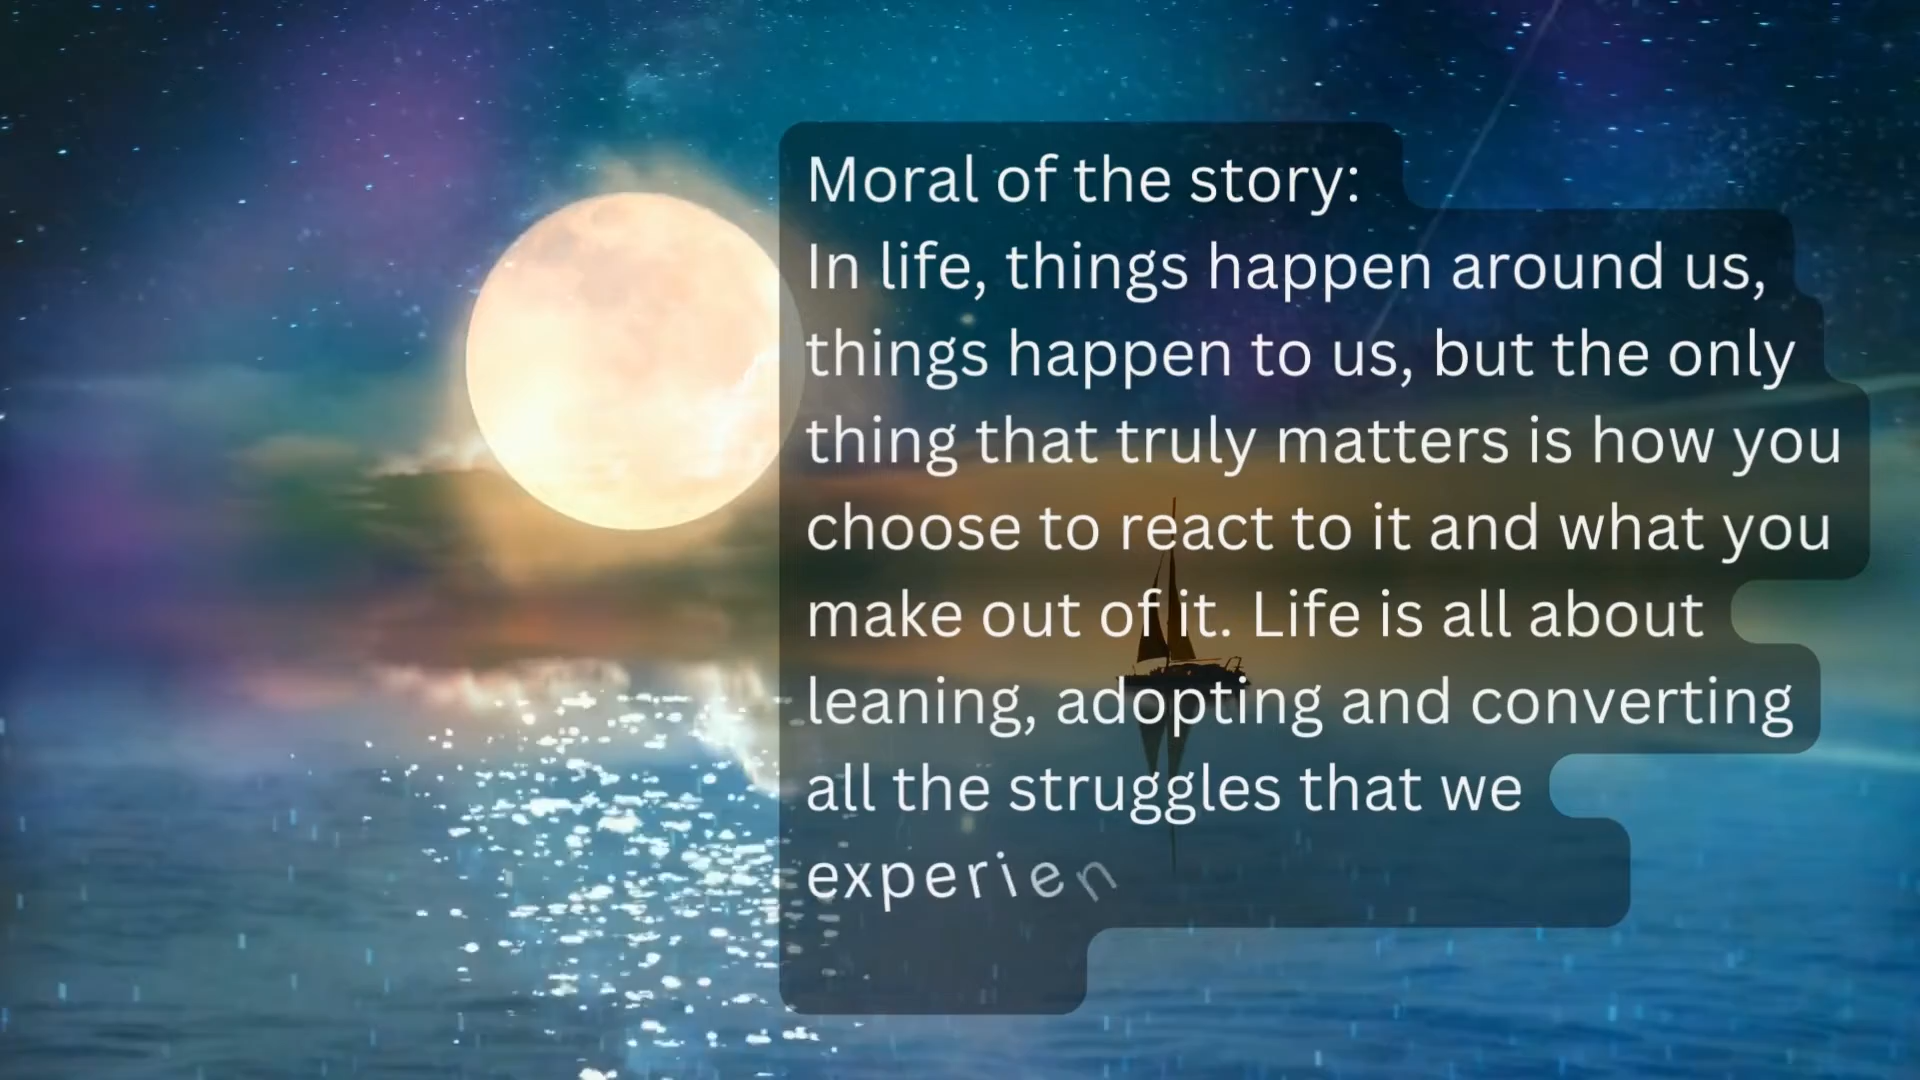 Moral of the story:
In life, things happen around us,
things happen to us, but the only
thing that truly matters is how you
choose to react to it and what you
make out of it. Life is all about
leaning, adopting and converting
all the struggles that we
experien